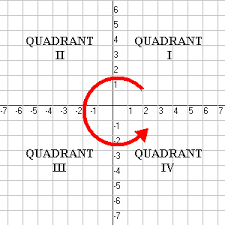 6
5
QUADRANT QUADRANT
4
II I
3
2
1
-7 -6 -5 -4 -3 -2 -1 1 2 3 4 5 6 7
-1
-2
QUADRANT QUADRANT
-3
III IV
-4
-5
-6
-7